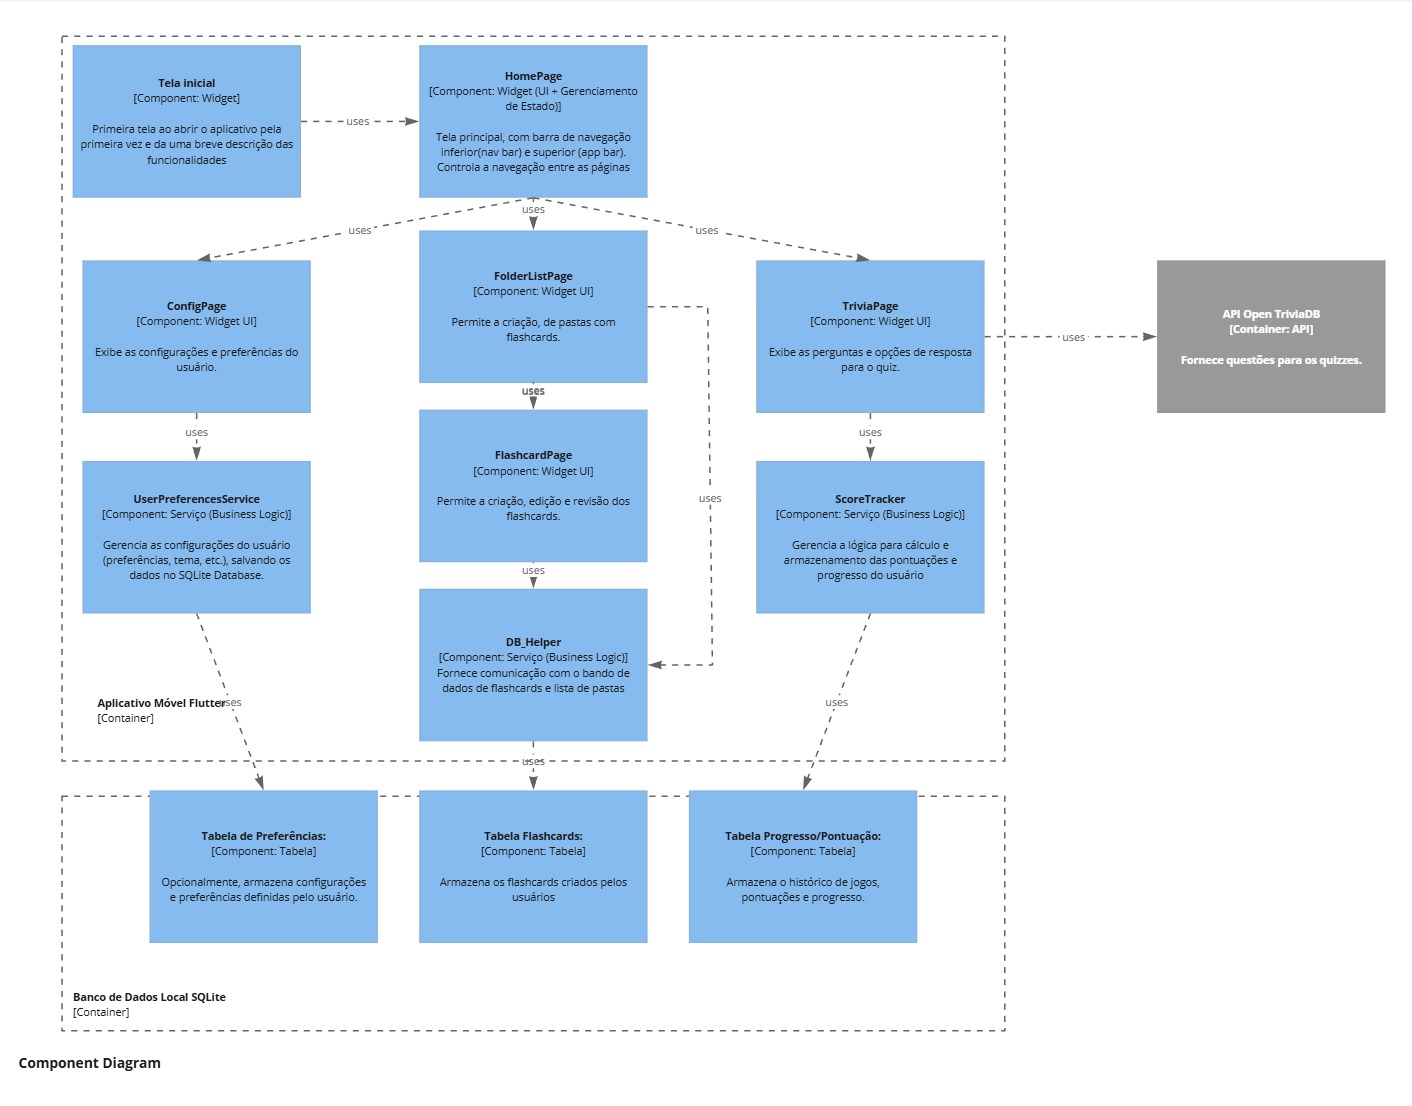 Tela inicial
[Component: Widget]
Primeira tela ao abrir o aplicativo pela
primeira vez e da uma breve descrição das
funcionalidades
uses
HomePage
[Component: Widget (UI + Gerenciamento
de Estado)]
Tela principal, com barra de navegação
inferior(nav bar) e superior (app bar).
Controla a navegação entre as páginas
uses
uses
uses
ConfigPage
[Component: Widget UI]
Exibe as configurações e preferências do
usuário.
FolderListPage
[Component: Widget UI]
Permite a criação, de pastas com
flashcards.
TriviaPage
[Component: Widget UI]
Exibe as perguntas e opções de resposta
para o quiz.
uses
API Open TriviaDB
[Container: API]
Fornece questões para os quizzes.
uses
uses
uses
UserPreferencesService
[Component: Serviço (Business Logic)]
Gerencia as configurações do usuário
(preferências, tema, etc.), salvando os
dados no SQLite Database.
FlashcardPage
[Component: Widget UI]
Permite a criação, edição e revisão dos
flashcards.
uses
ScoreTracker
[Component: Serviço (Business Logic)]
Gerencia a lógica para cálculo e
armazenamento das pontuações e
progresso do usuário
uses
DB_Helper
[Component: Serviço (Business Logic)]
Fornece comunicação com o bando de
dados de flashcards e lista de pastas
Aplicativo Móvel Flutter
[Container]
uses
uses
uses
Tabela de Preferências:
[Component: Tabela]
Opcionalmente, armazena configurações
e preferências definidas pelo usuário.
Tabela Flashcards:
[Component: Tabela]
Armazena os flashcards criados pelos
usuários
Tabela Progresso/Pontuação:
[Component: Tabela]
Armazena o histórico de jogos,
pontuações e progresso.
Banco de Dados Local SQLite
[Container]
Component Diagram